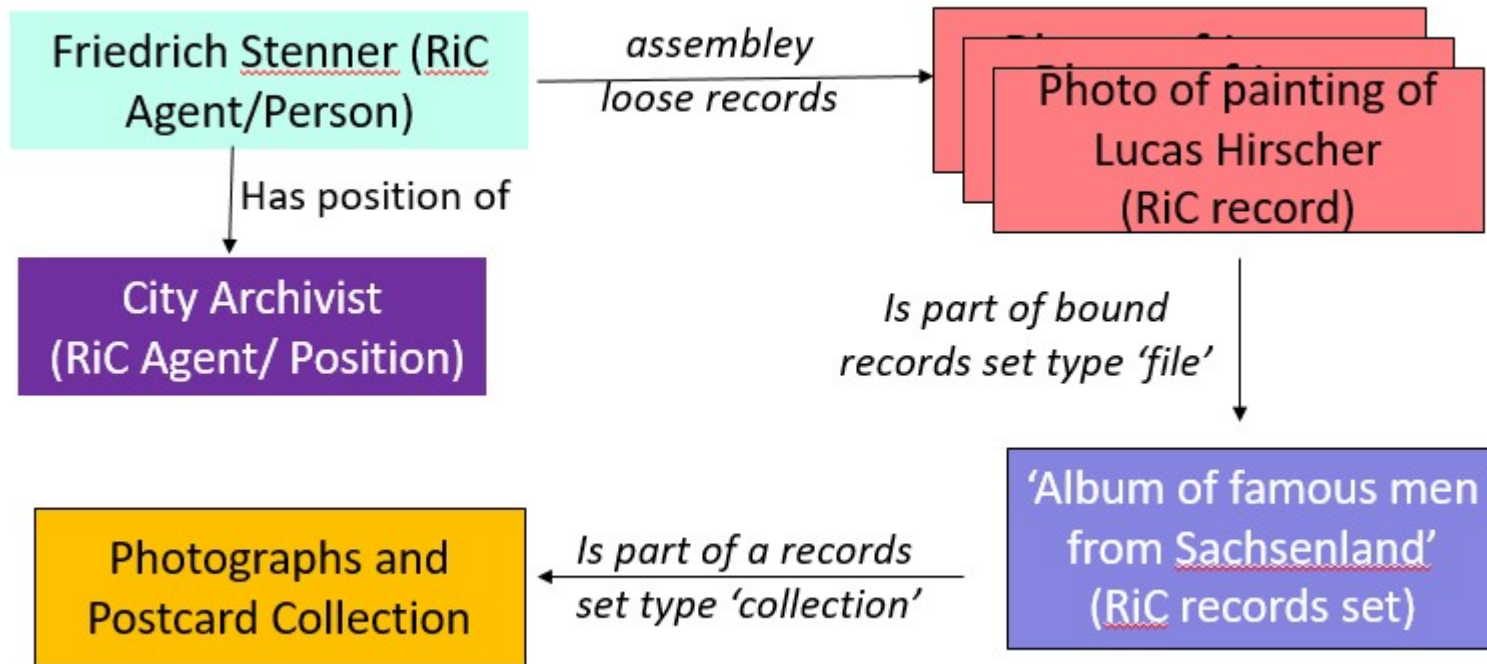 Friedrich Stenner (RiC
Agent/Person)
assembley
loose records
Photo of painting of
Lucas Hirscher
(RiC record)
Has position of
City Archivist
(RiC Agent/ Position)
Is part of bound
records set type ‘file’
‘Album of famous men
from Sachsenland’
(RiC records set)
Is part of a records
set type ‘collection’
Photographs and
Postcard Collection